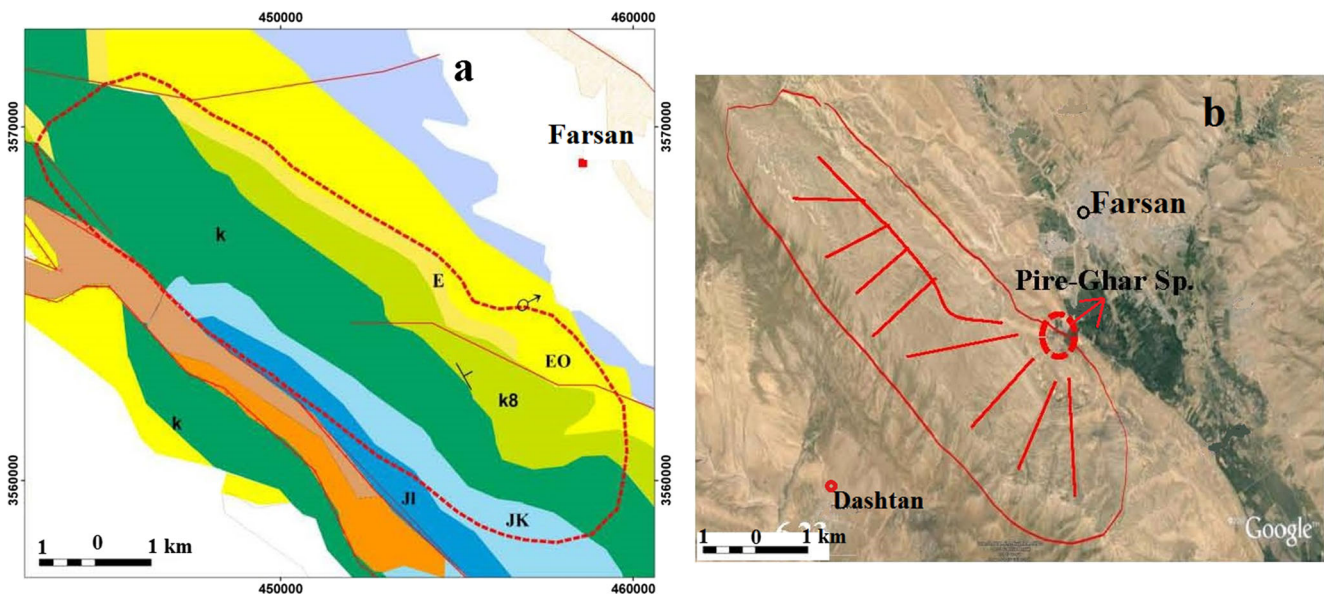 450000
460000
a
Farsan
3570000
3570000
k
E
EO
k8
k
JI
JK
3560000
3560000
1 0 1 km
450000
460000
b
Farsan
Pire-Ghar Sp.
Dashtan
1 0 1 km
Google